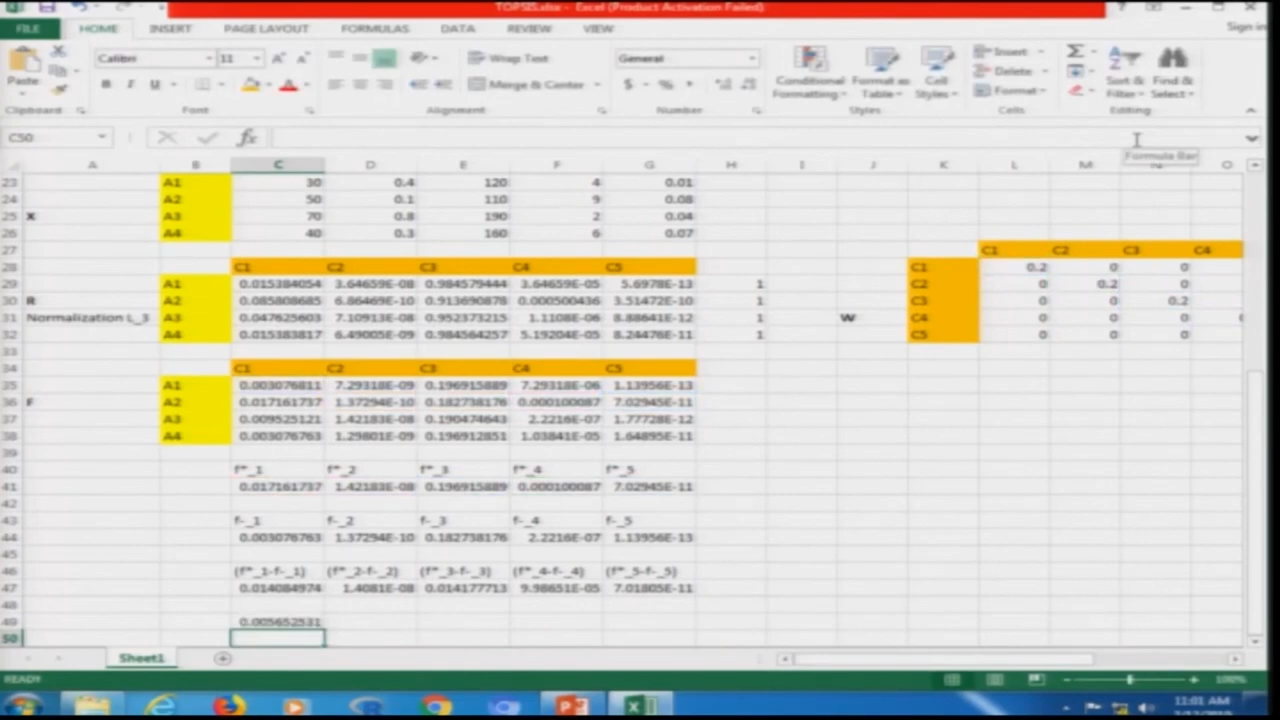 TOPSIS.xlsx - Excel (Product Activation Failed)
Sign in
FILE HOME INSERT PAGE LAYOUT FORMULAS DATA REVIEW VIEW
Calibri 11 Wrap Text General Insert
Paste Merge & Center Conditional Formatting Format as Table Cell Styles Delete Format Sort & Filter Find & Select
Clipboard Font Alignment Number Styles Cells Editing
C50
Formula Bar
A B C D E F G H I J K L M N O
23 A1 30 0.4 120 4 0.01
24 A2 50 0.1 110 9 0.08
25 X A3 70 0.8 190 2 0.04
26 A4 40 0.3 160 6 0.07
27 C1 C2 C3 C4
28 C1 C2 C3 C4 C5 C1 0.2 0 0
29 A1 0.015384054 3.64659E-08 0.984579444 3.64659E-05 5.6978E-13 1 C2 0 0.2 0
30 R A2 0.085808685 6.86469E-10 0.913690878 0.000500436 3.51472E-10 1 C3 0 0 0.2
31 Normalization L_3 A3 0.047625603 7.10913E-08 0.952373215 1.1108E-06 8.88641E-12 1 W C4 0 0 0
32 A4 0.015383817 6.49005E-09 0.984564257 5.19204E-05 8.24476E-11 1 C5 0 0 0
33
34 C1 C2 C3 C4 C5
35 A1 0.003076811 7.29318E-09 0.196915889 7.29318E-06 1.13956E-13
36 F A2 0.017161737 1.37294E-10 0.182738176 0.000100087 7.02945E-11
37 A3 0.009525121 1.42183E-08 0.190474643 2.2216E-07 1.77728E-12
38 A4 0.003076763 1.29801E-09 0.196912851 1.03841E-05 1.64895E-11
39
40 f*_1 f*_2 f*_3 f*_4 f*_5
41 0.017161737 1.42183E-08 0.196915889 0.000100087 7.02945E-11
42
43 f-_1 f-_2 f-_3 f-_4 f-_5
44 0.003076763 1.37294E-10 0.182738176 2.2216E-07 1.13956E-13
45
46 (f*_1-f-_1) (f*_2-f-_2) (f*_3-f-_3) (f*_4-f-_4) (f*_5-f-_5)
47 0.014084974 1.4081E-08 0.014177713 9.98651E-05 7.01805E-11
48
49 0.005652531
50
Sheet1
READY 100%
11:01 AM